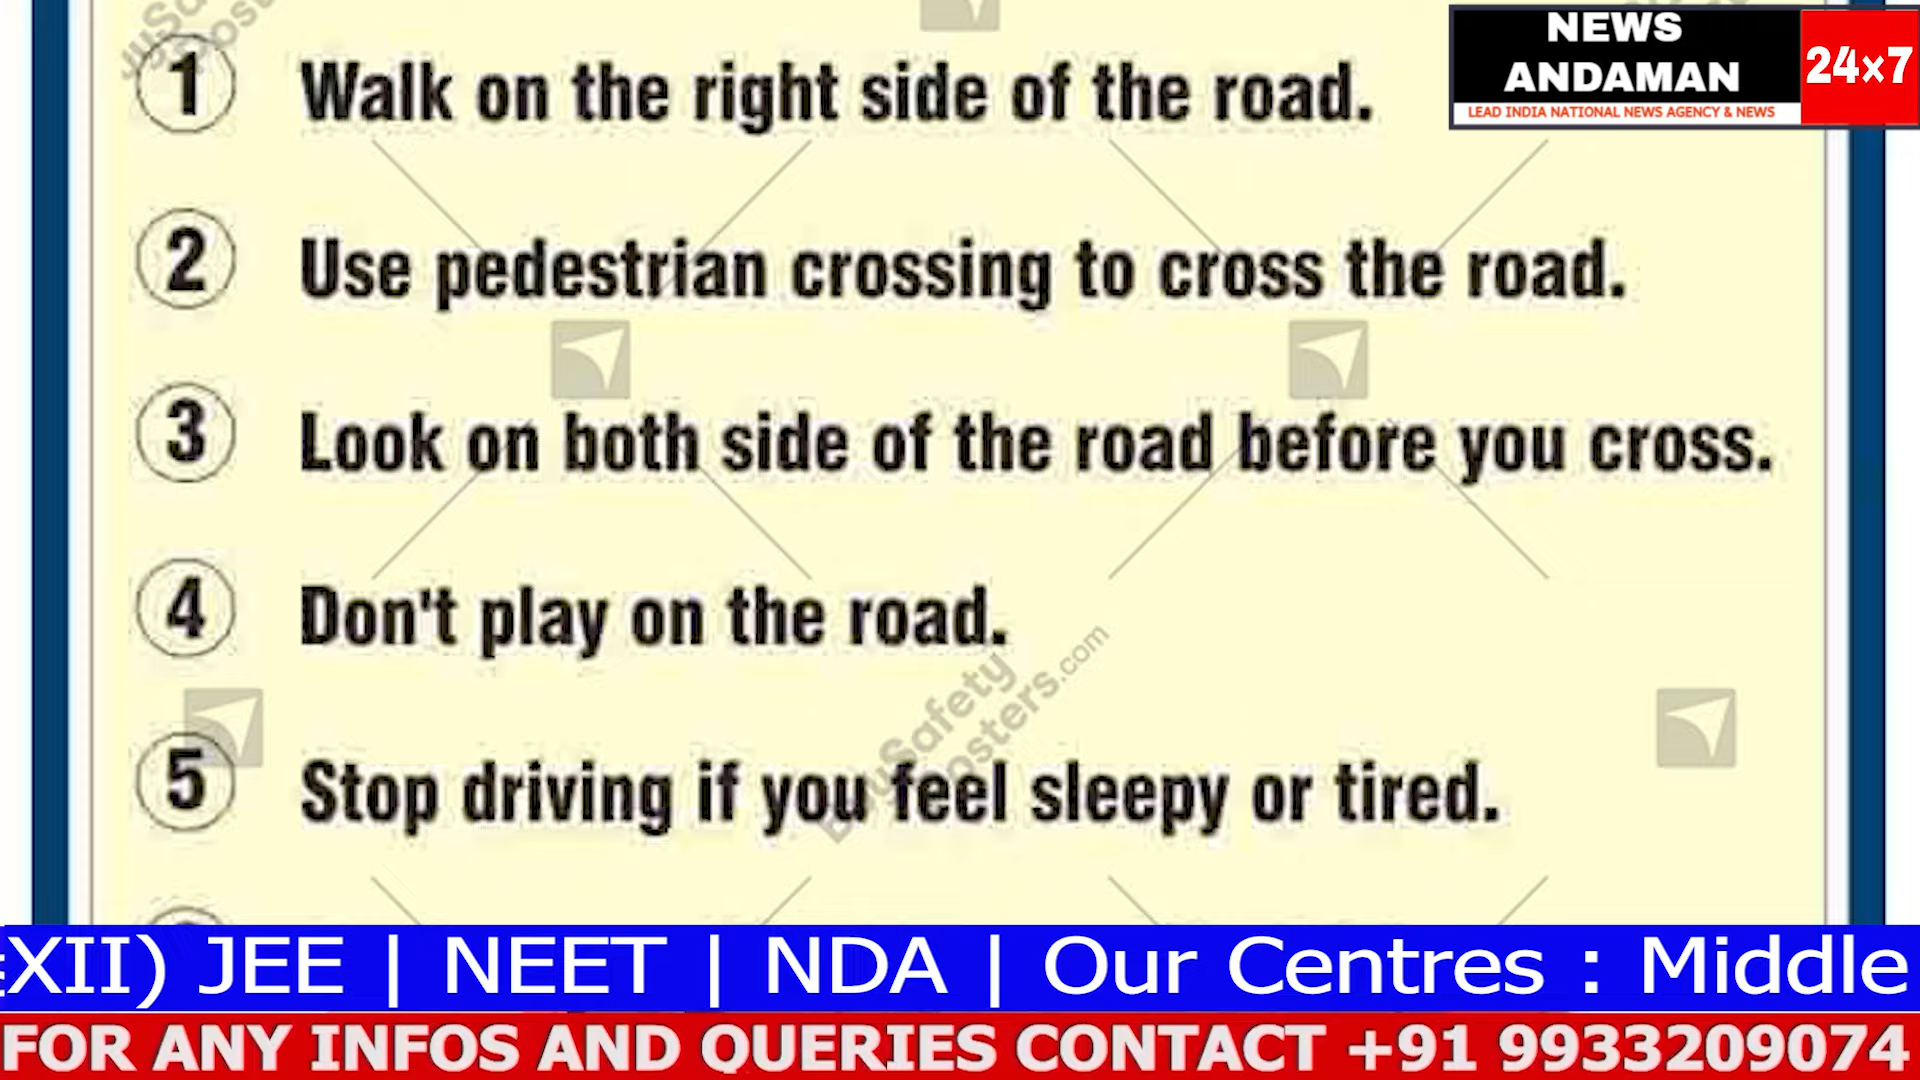 NEWS
ANDAMAN
24x7
LEAD INDIA NATIONAL NEWS AGENCY & NEWS
1 Walk on the right side of the road.
2 Use pedestrian crossing to cross the road.
3 Look on both side of the road before you cross.
4 Don't play on the road.
BuySafety
Posters.com
5 Stop driving if you feel sleepy or tired.
XII) JEE | NEET | NDA | Our Centres : Middle
FOR ANY INFOS AND QUERIES CONTACT +91 9933209074